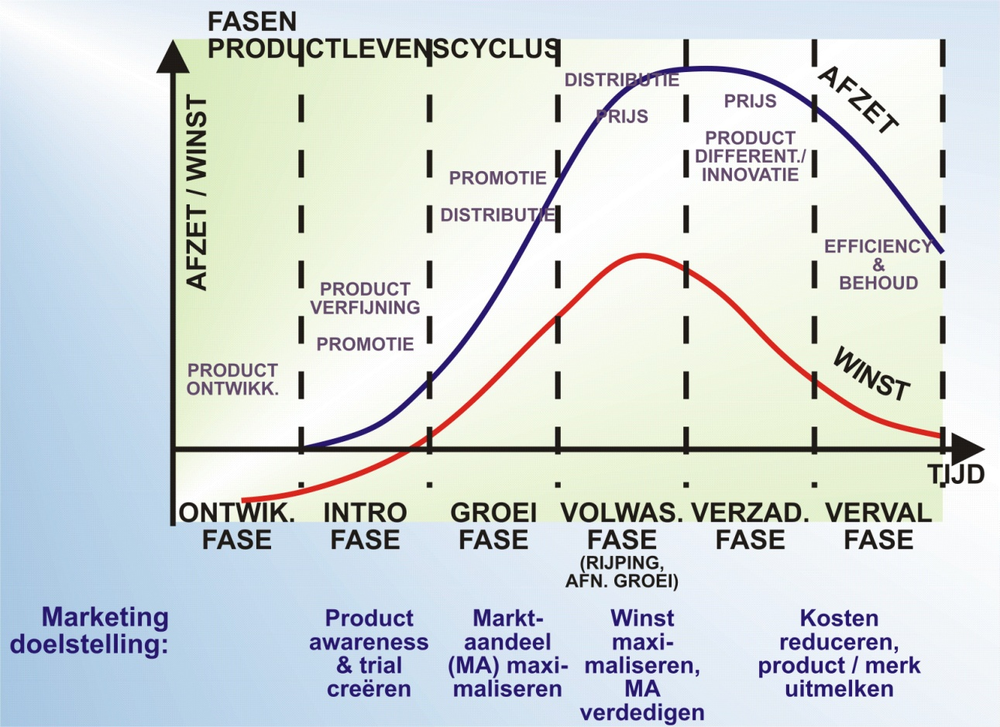 FASEN
PRODUCTLEVENSCYCLUS
AFZET / WINST
PRODUCT
ONTWIKK.
PRODUCT
VERFIJNING
PROMOTIE
PROMOTIE
DISTRIBUTIE
DISTRIBUTIE
PRIJS
PRIJS
PRODUCT
DIFFERENT./
INNOVATIE
EFFICIENCY
&
BEHOUD
AFZET
WINST
TIJD
ONTWIK.
FASE
INTRO
FASE
GROEI
FASE
VOLWAS.
FASE
(RIJPING,
AFN. GROEI)
VERZAD.
FASE
VERVAL
FASE
Marketing
doelstelling:
Product
awareness
& trial
creëren
Markt-
aandeel
(MA) maxi-
maliseren
Winst
maxi-
maliseren,
MA
verdedigen
Kosten
reduceren,
product / merk
uitmelken